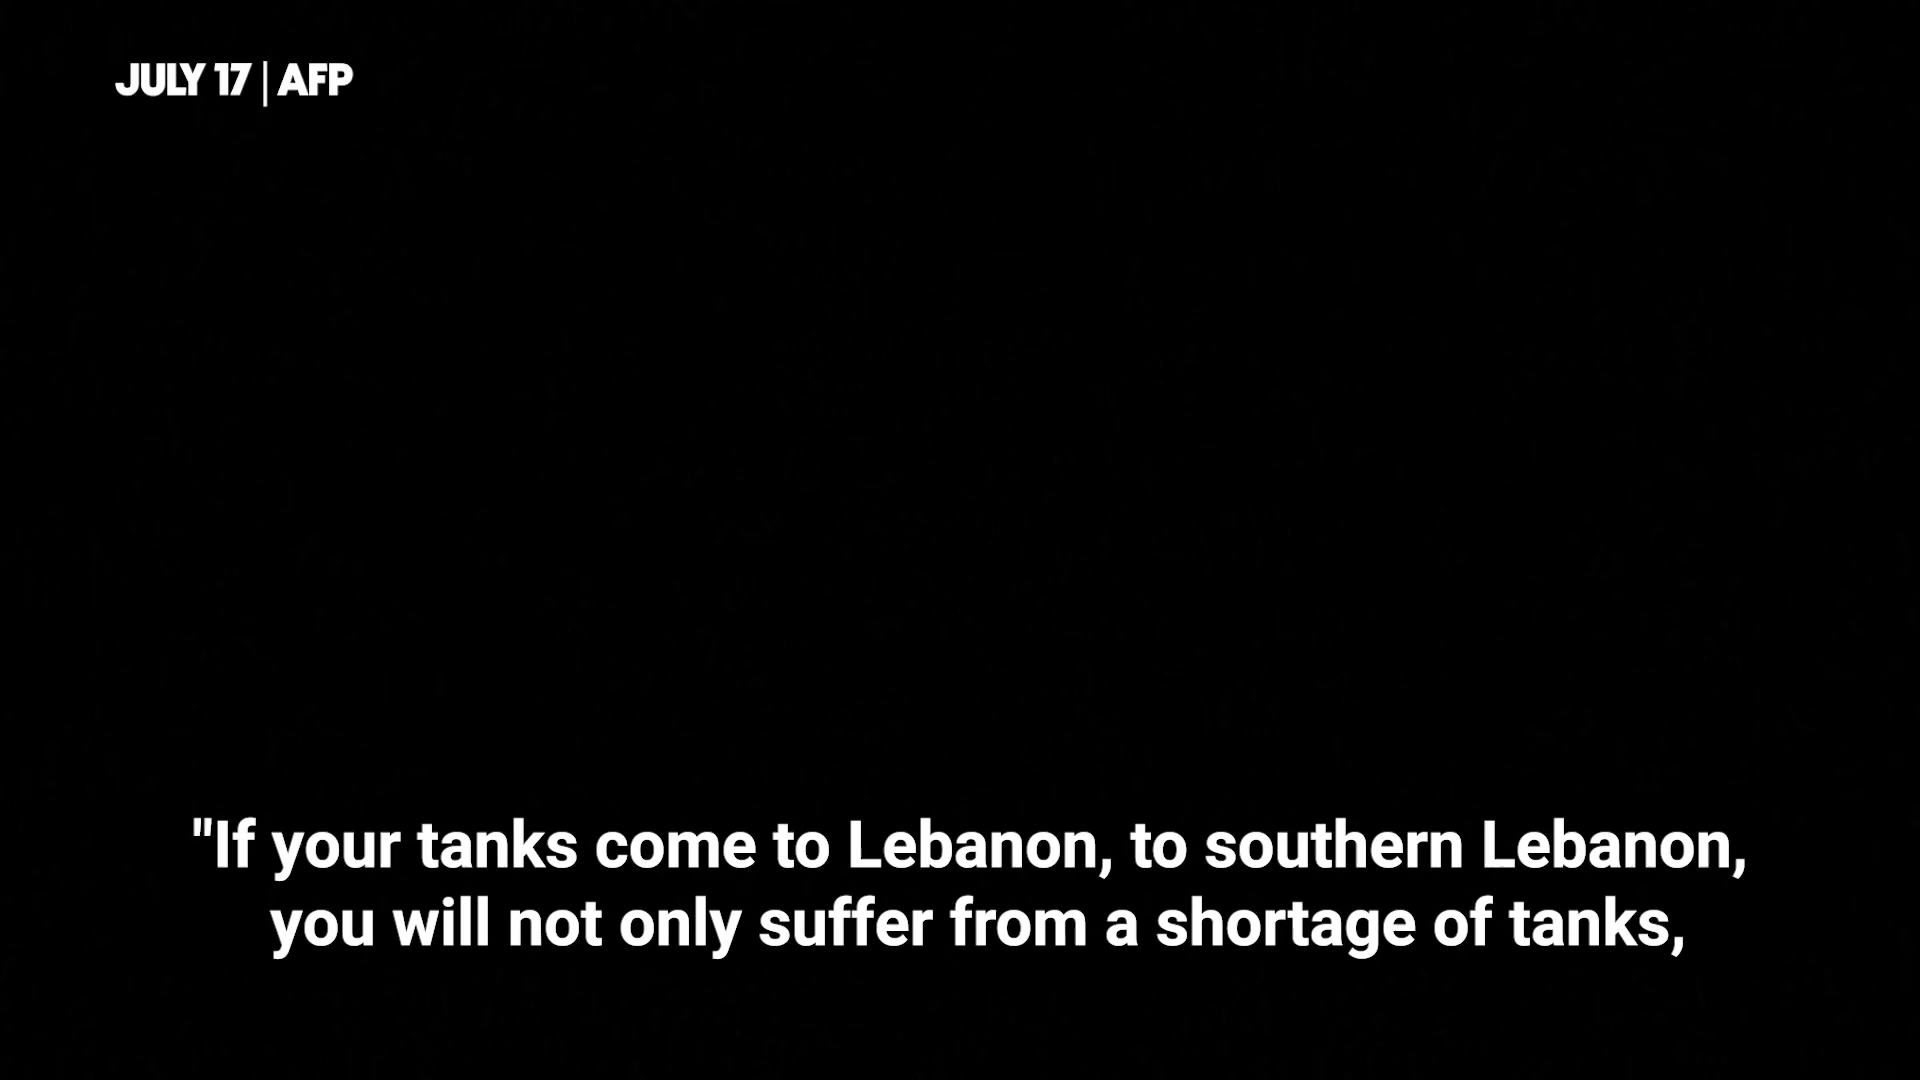 JULY 17 | AFP
"If your tanks come to Lebanon, to southern Lebanon,
you will not only suffer from a shortage of tanks,